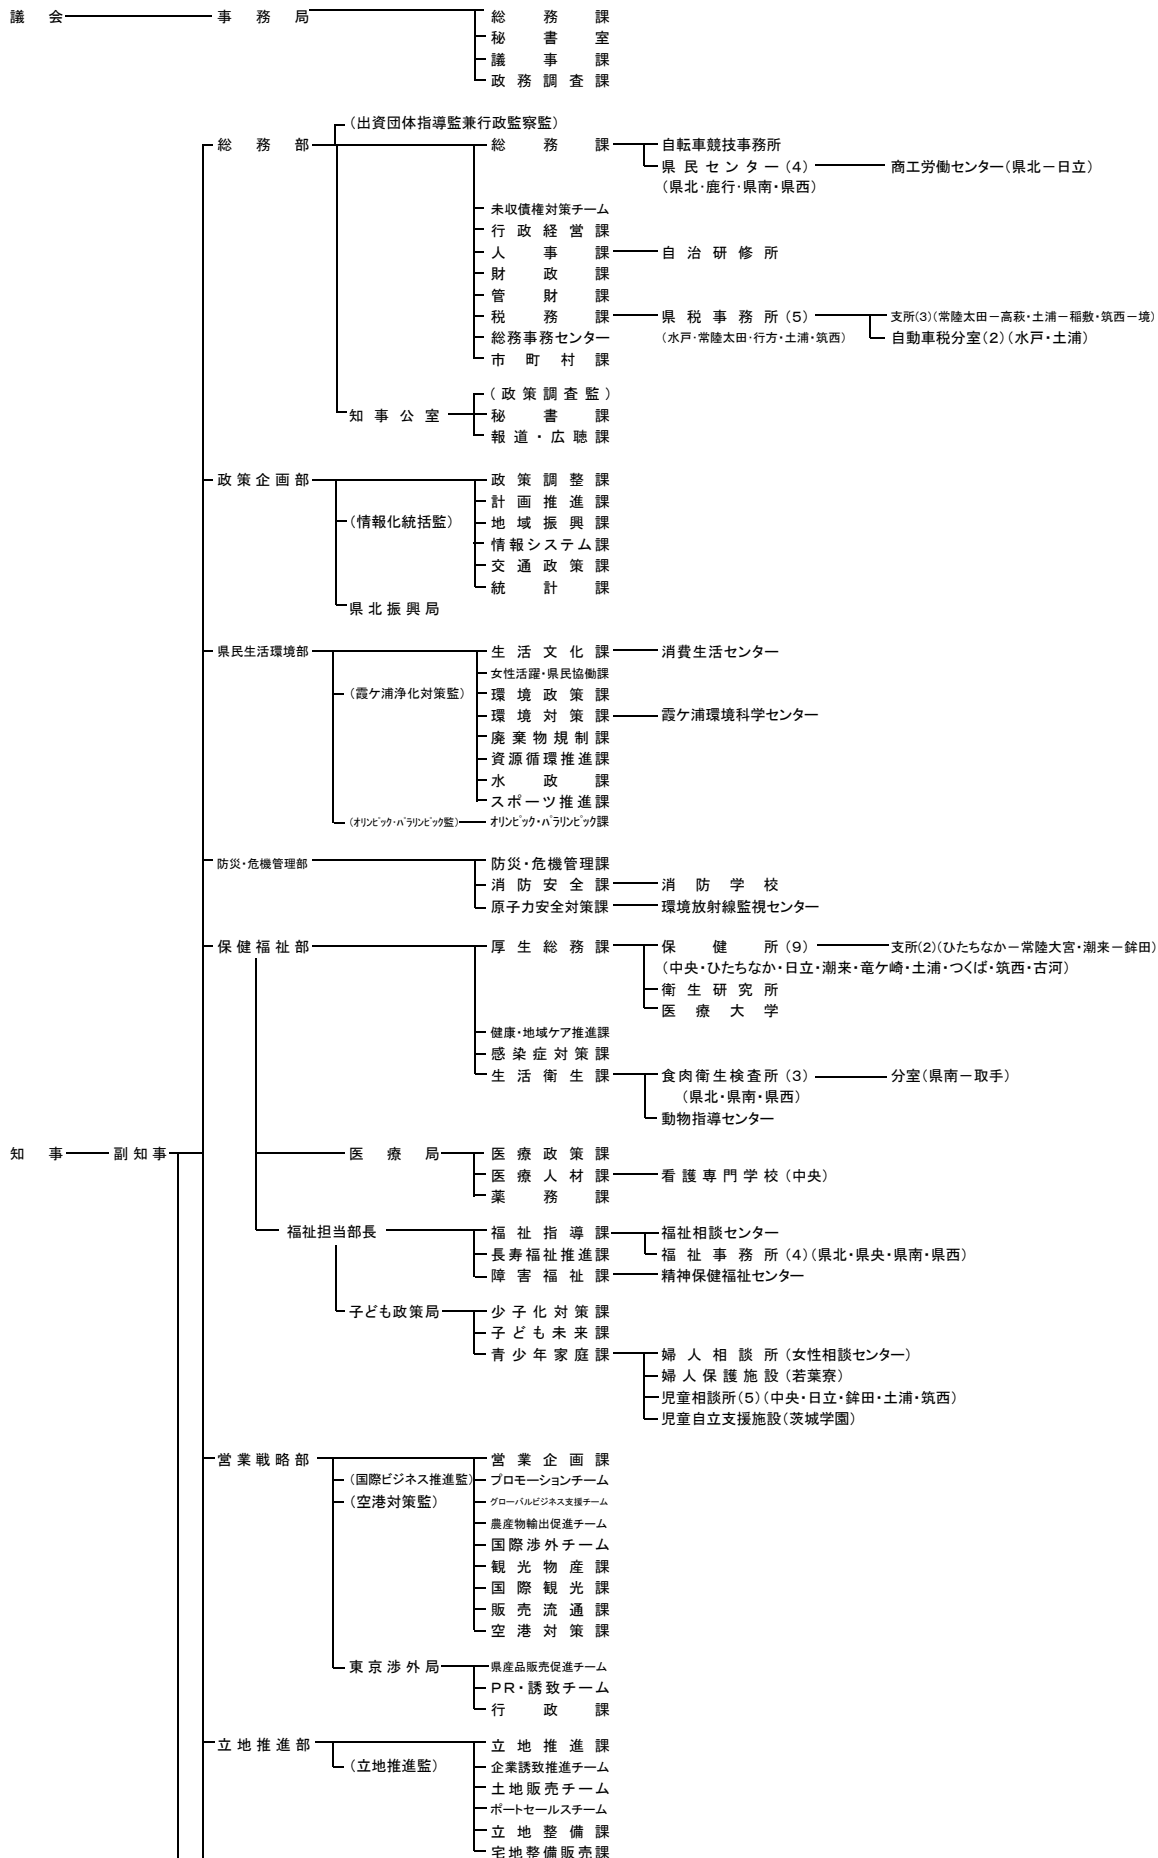 議会 事務局 総務課
秘書室
議事課
政務調査課
(出資団体指導監兼行政監察監)
総務部 総務課 自転車競技事務所
県民センター(4) 商工労働センター(県北－日立)
(県北・鹿行・県南・県西)
未収債権対策チーム
行政経営課
人事課 自治研修所
財政課
管財課
税務課 県税事務所(5) 支所(3)(常陸太田－高萩・土浦－稲敷・筑西－境)
総務事務センター (水戸・常陸太田・行方・土浦・筑西) 自動車税分室(2)(水戸・土浦)
市町村課
(政策調査監)
知事公室 秘書課
報道・広聴課
政策企画部 政策調整課
計画推進課
(情報化統括監) 地域振興課
情報システム課
交通政策課
統計課
県北振興局
県民生活環境部 生活文化課 消費生活センター
女性活躍・県民協働課
(霞ケ浦浄化対策監) 環境政策課
環境対策課 霞ケ浦環境科学センター
廃棄物規制課
資源循環推進課
水政課
スポーツ推進課
(オリンピック・パラリンピック監) オリンピック・パラリンピック課
防災・危機管理部 防災・危機管理課
消防安全課 消防学校
原子力安全対策課 環境放射線監視センター
保健福祉部 厚生総務課 保健所(9) 支所(2)(ひたちなか－常陸大宮・潮来－鉾田)
(中央・ひたちなか・日立・潮来・竜ケ崎・土浦・つくば・筑西・古河)
衛生研究所
医療大学
健康・地域ケア推進課
感染症対策課
生活衛生課 食肉衛生検査所(3) 分室(県南－取手)
(県北・県南・県西)
動物指導センター
知事 副知事 医療局 医療政策課
医療人材課 看護専門学校(中央)
薬務課
福祉担当部長 福祉指導課 福祉相談センター
長寿福祉推進課 福祉事務所(4)(県北・県央・県南・県西)
障害福祉課 精神保健福祉センター
子ども政策局 少子化対策課
子ども未来課
青少年家庭課 婦人相談所(女性相談センター)
婦人保護施設(若葉寮)
児童相談所(5)(中央・日立・鉾田・土浦・筑西)
児童自立支援施設(茨城学園)
営業戦略部 営業企画課
(国際ビジネス推進監) プロモーションチーム
(空港対策監) グローバルビジネス支援チーム
農産物輸出促進チーム
国際渉外チーム
観光物産課
国際観光課
販売流通課
空港対策課
東京渉外局 県産品販売促進チーム
PR・誘致チーム
行政課
立地推進部 立地推進課
(立地推進監) 企業誘致推進チーム
土地販売チーム
ポートセールスチーム
立地整備課
宅地整備販売課